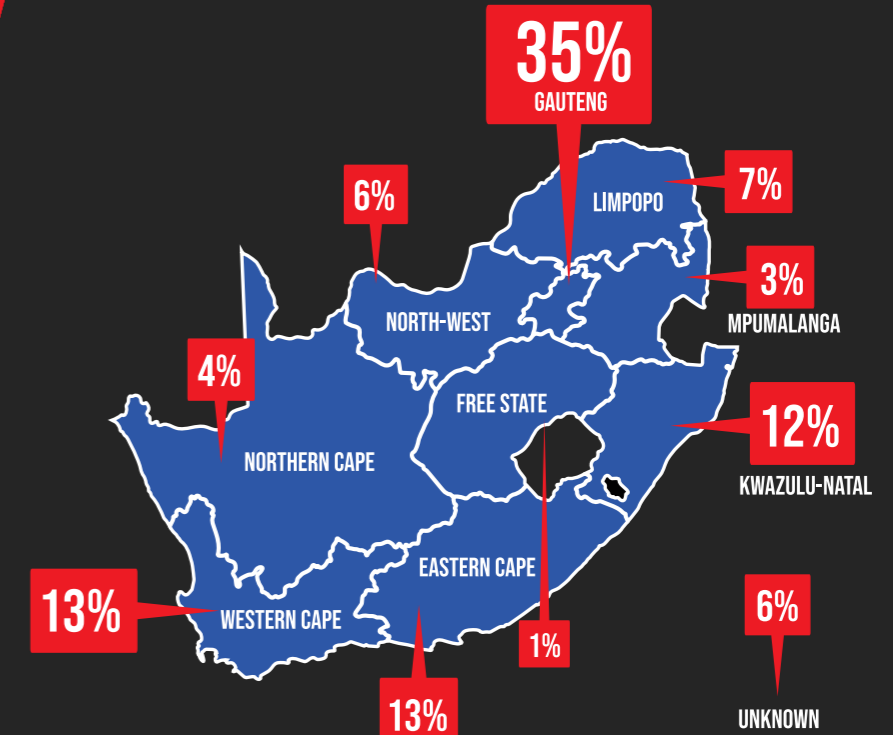 35%
GAUTENG
6%
LIMPOPO
7%
3%
MPUMALANGA
NORTH-WEST
4%
FREE STATE
12%
KWAZULU-NATAL
NORTHERN CAPE
EASTERN CAPE
13%
WESTERN CAPE
1%
6%
13%
UNKNOWN